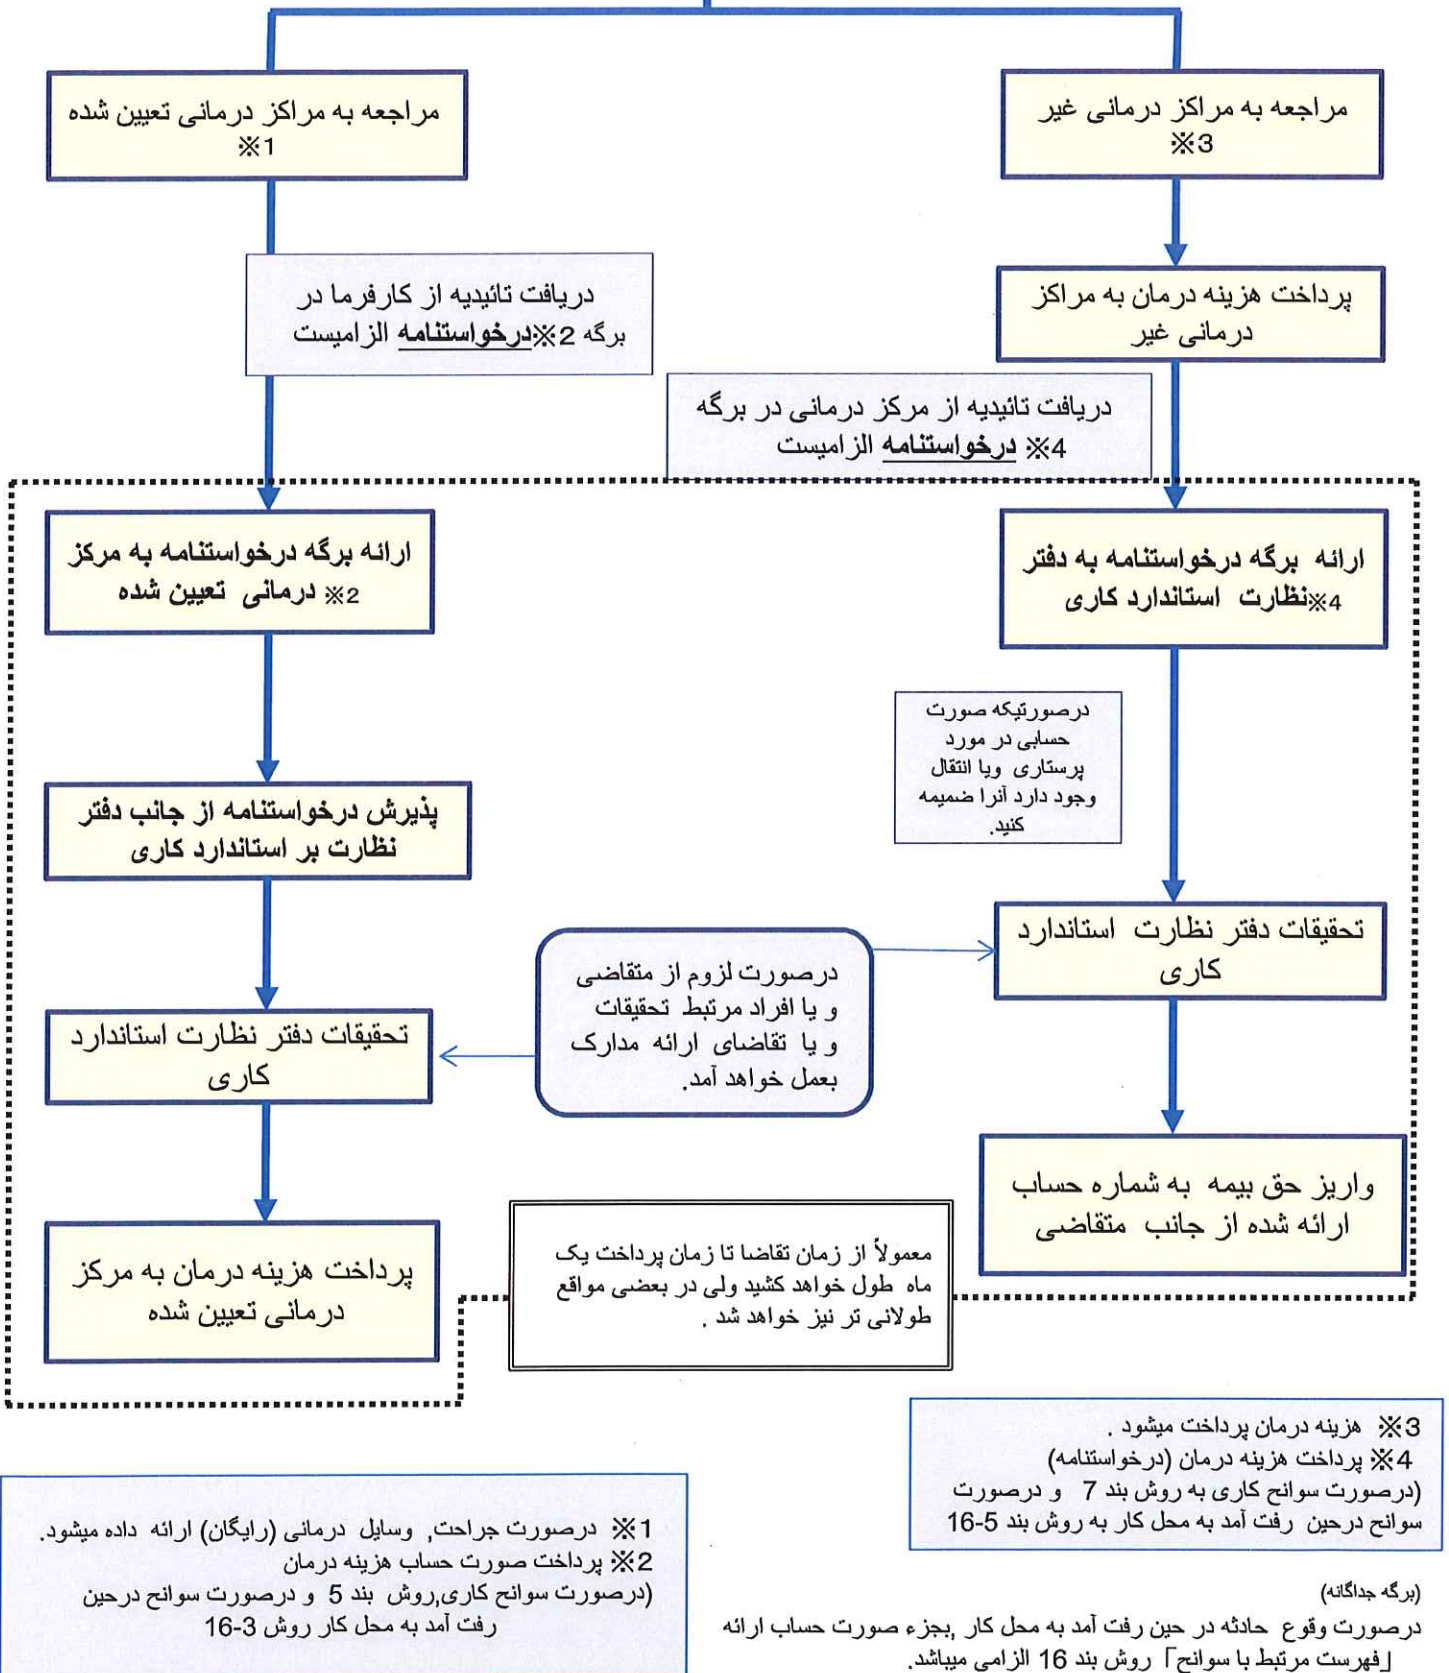 مراجعه به مراکز درمانی غیر
※3
پرداخت هزینه درمان به مراکز
درمانی غیر
دریافت تائیدیه از مرکز درمانی در برگه
※4 درخواستنامه الزامیست
ارائه برگه درخواستنامه به دفتر
نظارت استاندارد کاری※4
درصورتیکه صورت
حسابی در مورد
پرستاری ویا انتقال
وجود دارد آنرا ضمیمه
کنید.
تحقیقات دفتر نظارت استاندارد
کاری
واریز حق بیمه به شماره حساب
ارائه شده از جانب متقاضی
مراجعه به مراکز درمانی تعیین شده
※1
دریافت تائیدیه از کارفرما در
برگه 2※درخواستنامه الزامیست
ارائه برگه درخواستنامه به مرکز
درمانی تعیین شده ※2
پذیرش درخواستنامه از جانب دفتر
نظارت بر استاندارد کاری
تحقیقات دفتر نظارت استاندارد
کاری
پرداخت هزینه درمان به مرکز
درمانی تعیین شده
درصورت لزوم از متقاضی
و یا افراد مرتبط تحقیقات
و یا تقاضای ارائه مدارک
بعمل خواهد آمد.
معمولاً از زمان تقاضا تا زمان پرداخت یک
ماه طول خواهد کشید ولی در بعضی مواقع
طولانی تر نیز خواهد شد .
※3 هزینه درمان پرداخت میشود .
※4 پرداخت هزینه درمان (درخواستنامه)
(درصورت سوانح کاری به روش بند 7 و درصورت
سوانح درحین رفت آمد به محل کار به روش بند 5-16
※1 درصورت جراحت, وسایل درمانی (رایگان) ارائه داده میشود.
※2 پرداخت صورت حساب هزینه درمان
(درصورت سوانح کاری,روش بند 5 و درصورت سوانح درحین
رفت آمد به محل کار روش 3-16
(برگه جداگانه)
درصورت وقوع حادثه در حین رفت آمد به محل کار ,بجزء صورت حساب ارائه
「فهرست مرتبط با سوانح」 روش بند 16 الزامی میباشد.